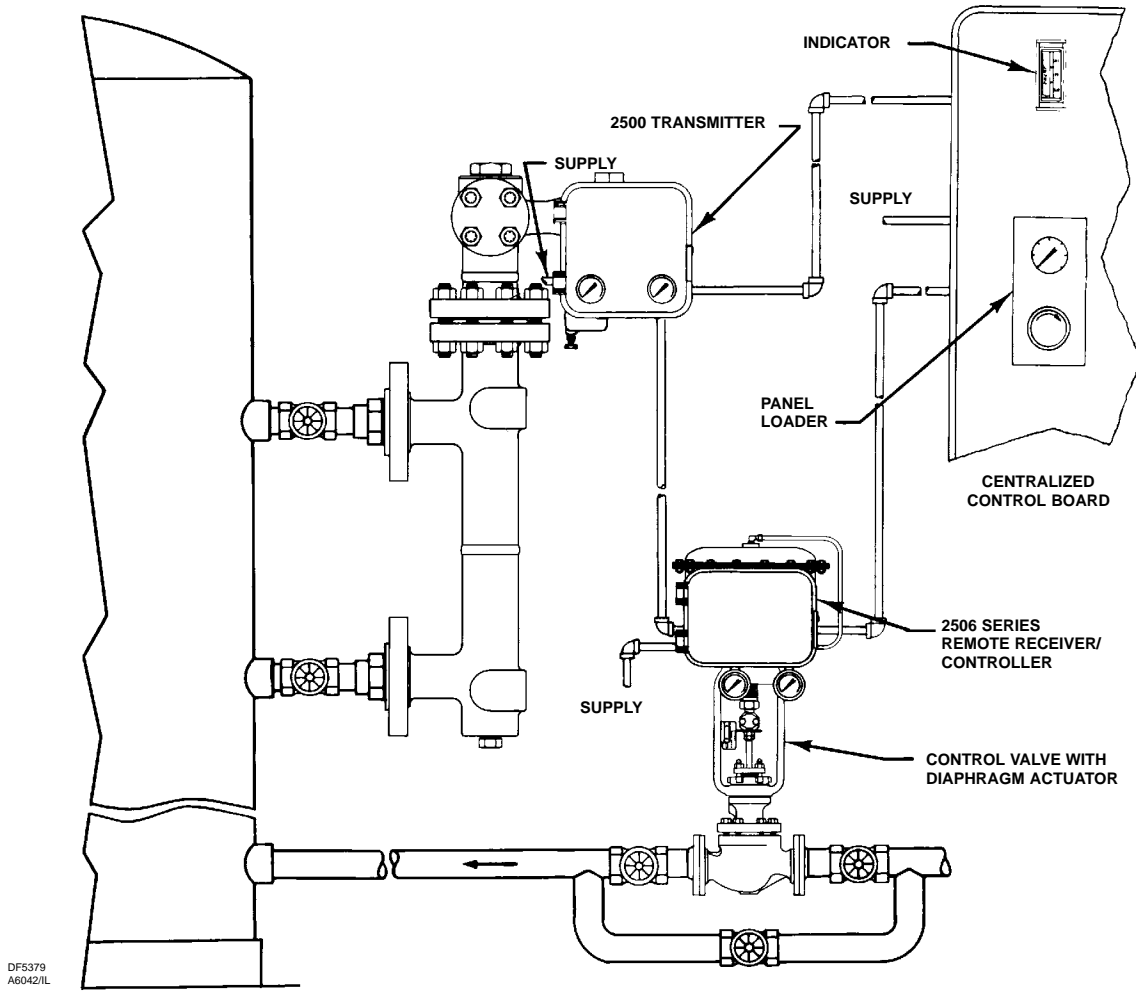 INDICATOR
2500 TRANSMITTER
SUPPLY
SUPPLY
PANEL
LOADER
CENTRALIZED
CONTROL BOARD
2506 SERIES
REMOTE RECEIVER/
CONTROLLER
SUPPLY
CONTROL VALVE WITH
DIAPHRAGM ACTUATOR
DF5379
A6042/IL